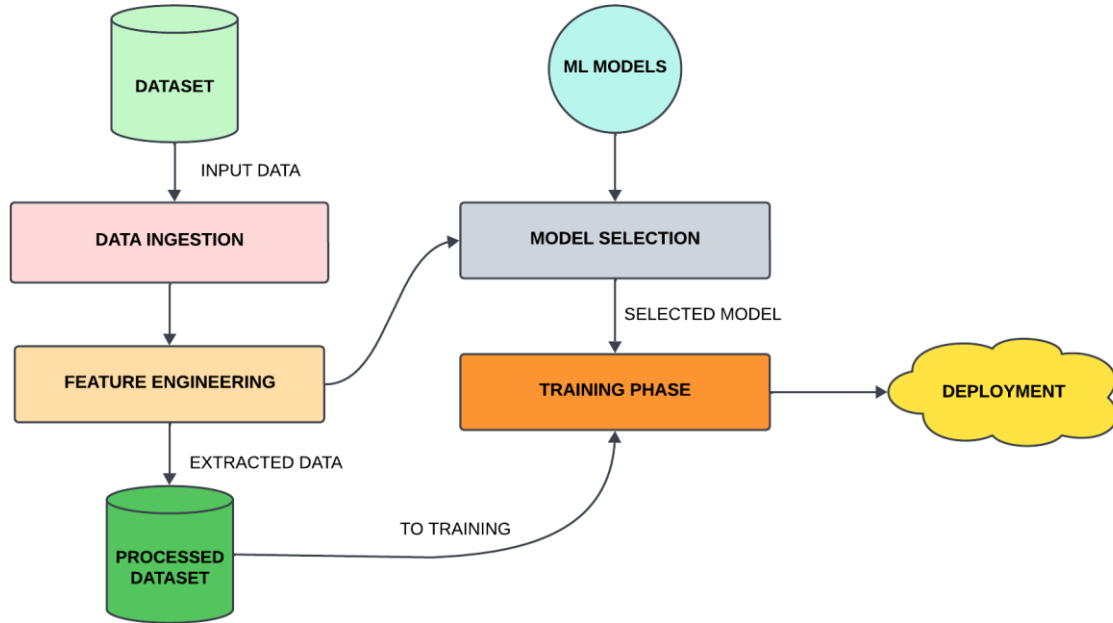 DATASET
ML MODELS
INPUT DATA
DATA INGESTION
MODEL SELECTION
SELECTED MODEL
FEATURE ENGINEERING
TRAINING PHASE
DEPLOYMENT
EXTRACTED DATA
TO TRAINING
PROCESSED
DATASET